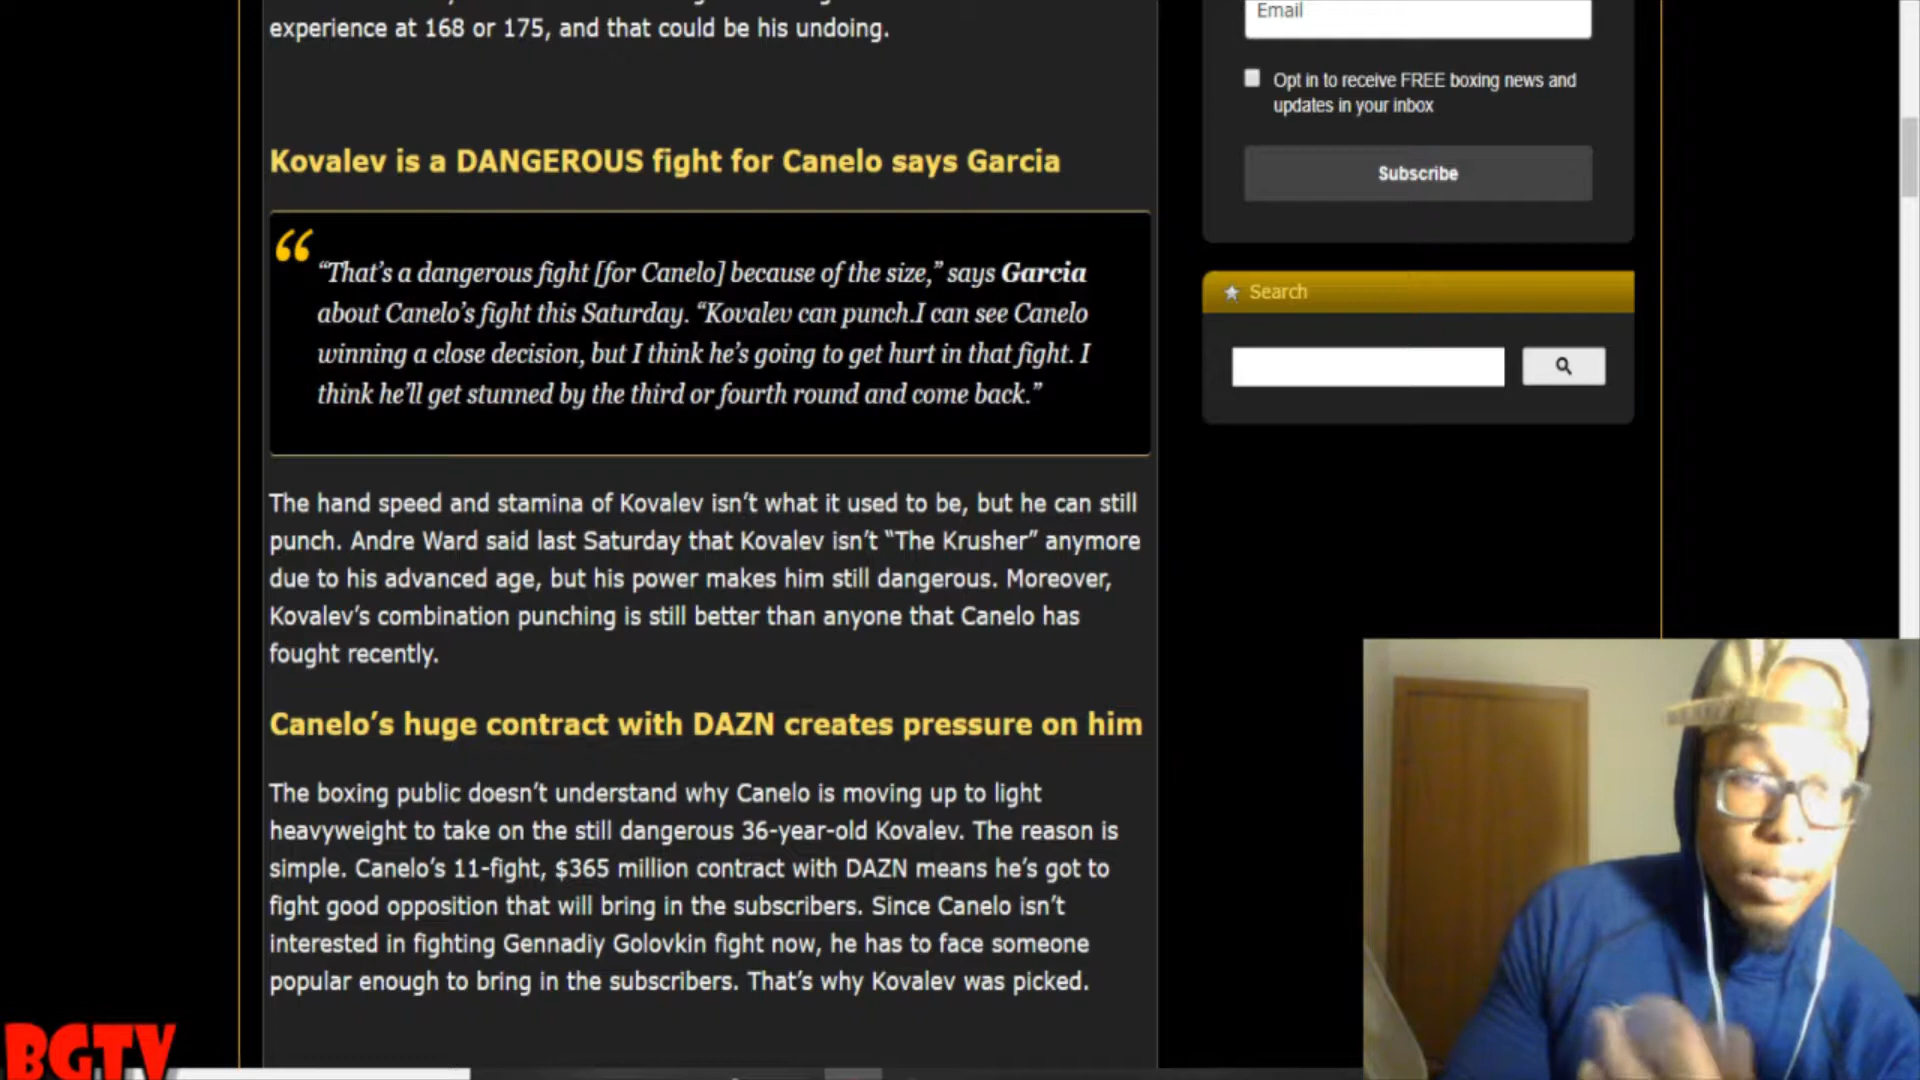 experience at 168 or 175, and that could be his undoing.
Email
Opt in to receive FREE boxing news and
updates in your inbox
Subscribe
Kovalev is a DANGEROUS fight for Canelo says Garcia
“
“That’s a dangerous fight [for Canelo] because of the size,” says Garcia
about Canelo’s fight this Saturday. “Kovalev can punch.I can see Canelo
winning a close decision, but I think he’s going to get hurt in that fight. I
think he’ll get stunned by the third or fourth round and come back.”
Search
The hand speed and stamina of Kovalev isn’t what it used to be, but he can still
punch. Andre Ward said last Saturday that Kovalev isn’t “The Krusher” anymore
due to his advanced age, but his power makes him still dangerous. Moreover,
Kovalev’s combination punching is still better than anyone that Canelo has
fought recently.
Canelo’s huge contract with DAZN creates pressure on him
The boxing public doesn’t understand why Canelo is moving up to light
heavyweight to take on the still dangerous 36-year-old Kovalev. The reason is
simple. Canelo’s 11-fight, $365 million contract with DAZN means he’s got to
fight good opposition that will bring in the subscribers. Since Canelo isn’t
interested in fighting Gennadiy Golovkin fight now, he has to face someone
popular enough to bring in the subscribers. That’s why Kovalev was picked.
BGTV